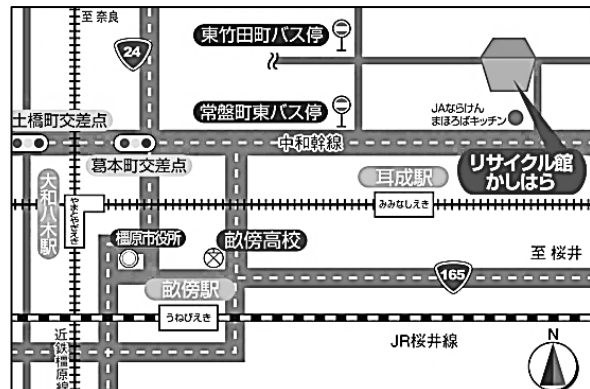 至 奈良
24
東竹田町バス停
常盤町東バス停
JAならけん
まほろばキッチン
土橋町交差点
葛本町交差点
中和幹線
リサイクル館
かしはら
耳成駅
みみなしえき
大和八木駅
やまとやぎえき
橿原市役所
畝傍高校
至 桜井
165
畝傍駅
うねびえき
JR桜井線
近鉄橿原線
N